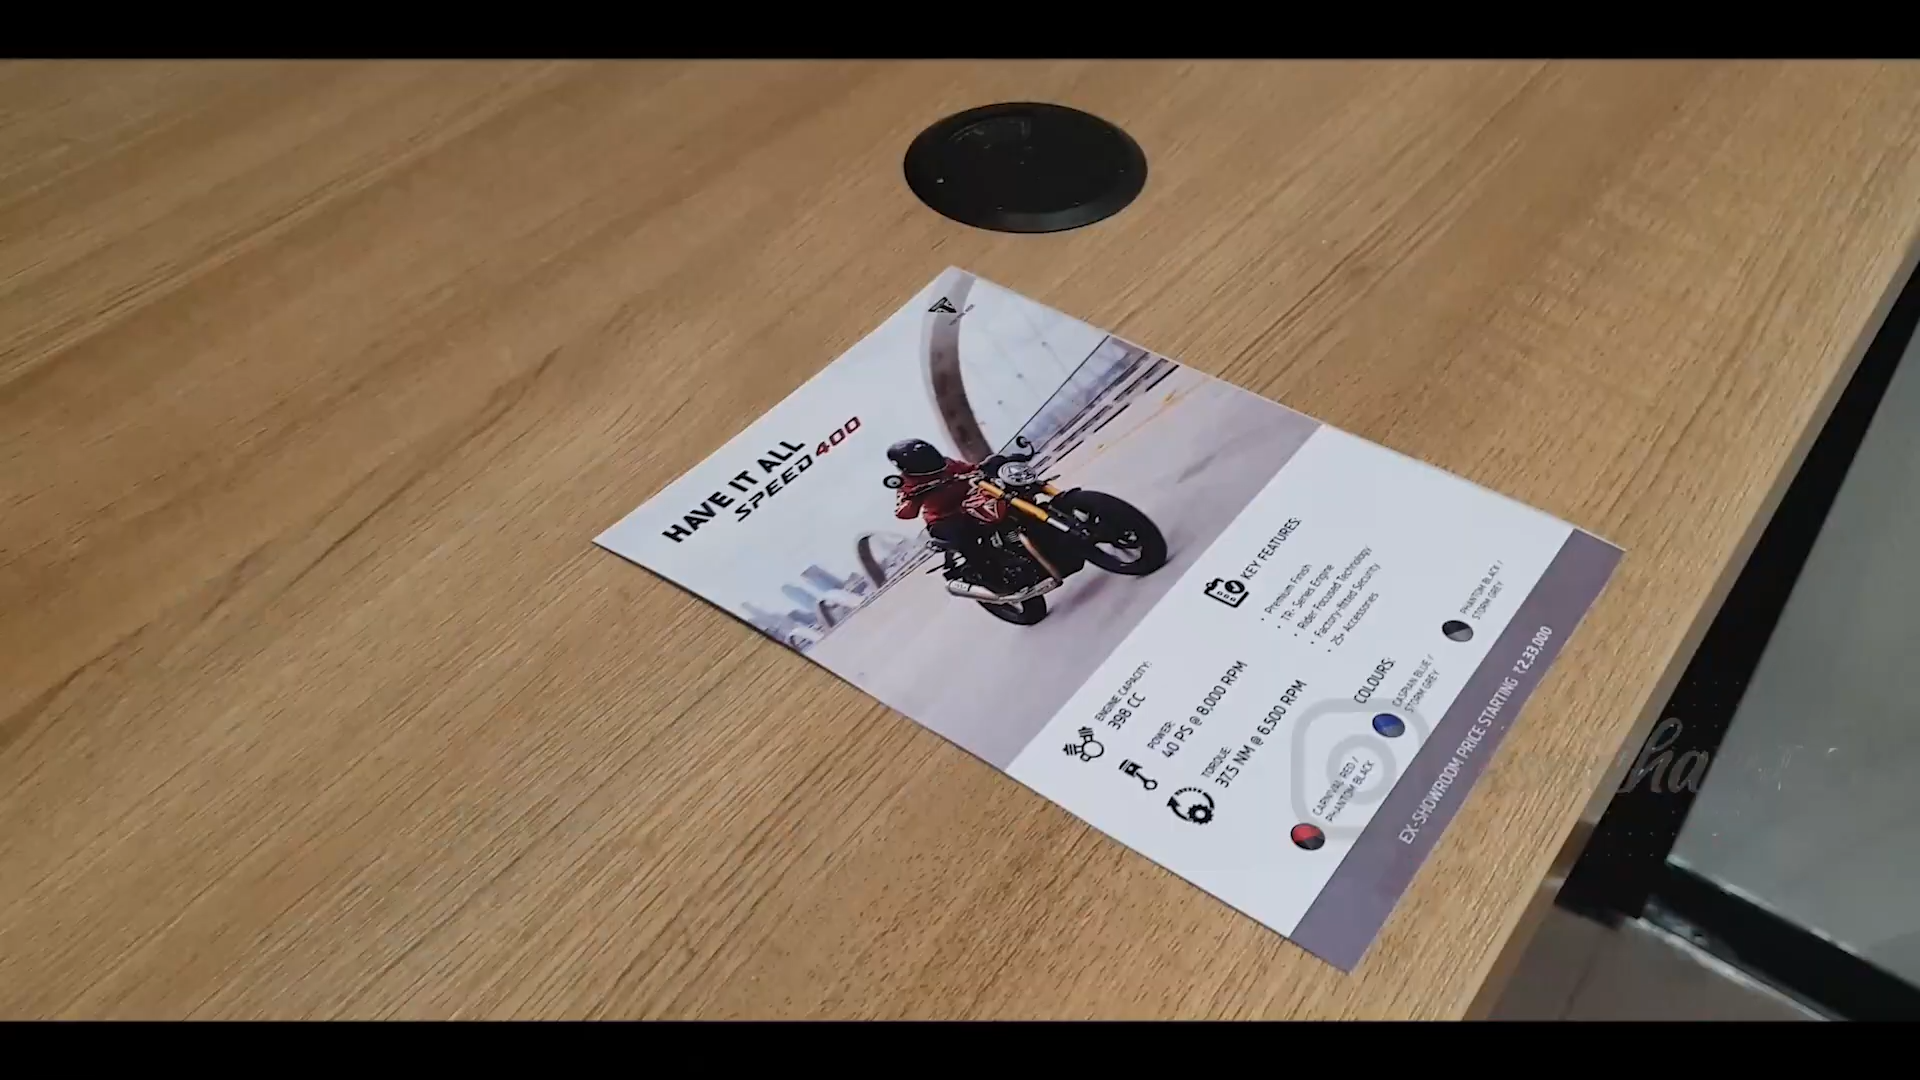 HAVE IT ALL
SPEED 400
ENGINE CAPACITY:
398 CC
POWER:
40 PS @ 8,000 RPM
TORQUE:
37.5 NM @ 6,500 RPM
KEY FEATURES:
• Premium Finish
• TR - Series Engine
• Rider Focused Technology
• Factory-fitted Security
• 25+ Accessories
COLOURS:
CARNIVAL RED /
PHANTOM BLACK
CASPIAN BLUE /
STORM GREY
PHANTOM BLACK /
STORM GREY
EX-SHOWROOM PRICE STARTING ₹2,33,000